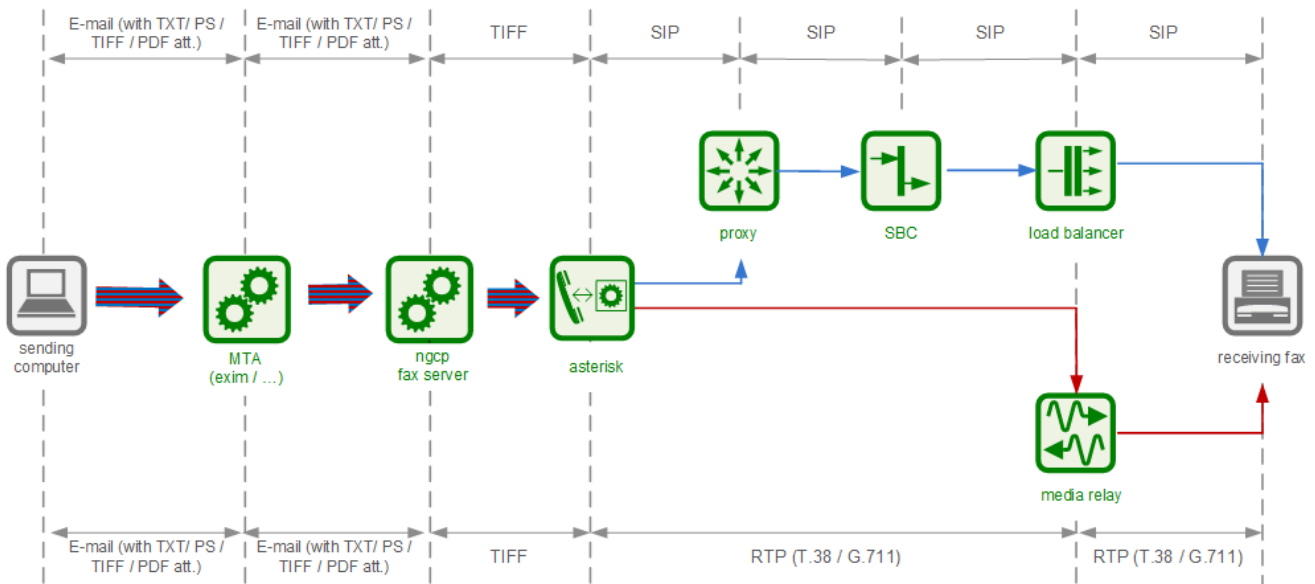 E-mail (with TXT/ PS /
TIFF / PDF att.)
E-mail (with TXT/ PS /
TIFF / PDF att.)
TIFF
SIP
SIP
SIP
SIP
proxy
SBC
load balancer
sending
computer
MTA
(exim / ...)
ngcp
fax server
asterisk
receiving fax
media relay
E-mail (with TXT/ PS /
TIFF / PDF att.)
E-mail (with TXT/ PS /
TIFF / PDF att.)
TIFF
RTP (T.38 / G.711)
RTP (T.38 / G.711)